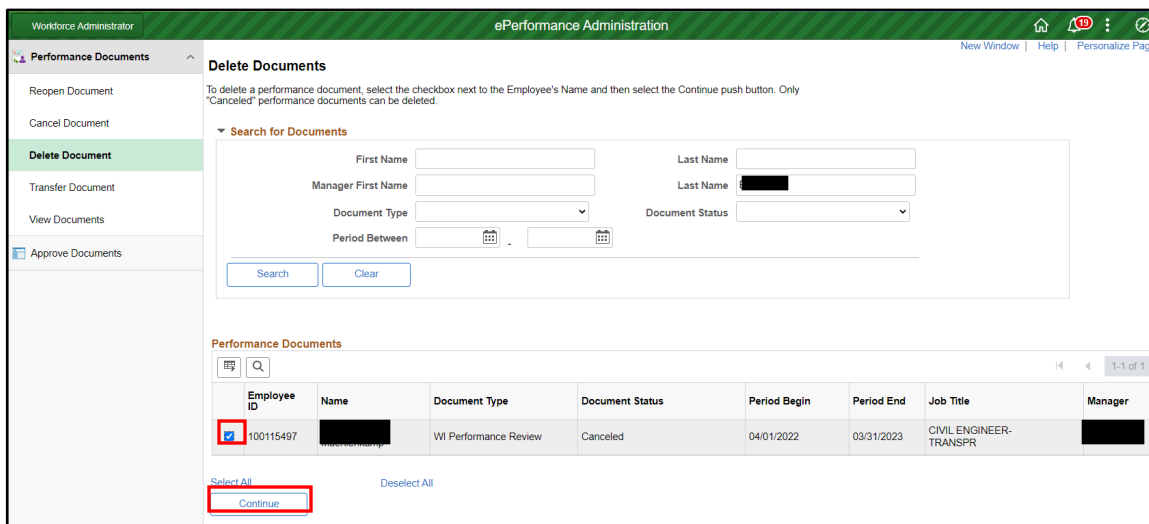 Workforce Administrator
ePerformance Administration
19
New Window | Help | Personalize Pag
Performance Documents
Reopen Document
Cancel Document
Delete Document
Transfer Document
View Documents
Approve Documents
Delete Documents
To delete a performance document, select the checkbox next to the Employee's Name and then select the Continue push button. Only
"Canceled" performance documents can be deleted.
Search for Documents
First Name
Last Name
Manager First Name
Last Name
Document Type
Document Status
Period Between
-
Search
Clear
Performance Documents
1-1 of 1
Employee ID Name Document Type Document Status Period Begin Period End Job Title Manager
100115497 WI Performance Review Canceled 04/01/2022 03/31/2023 CIVIL ENGINEER-
TRANSPR
Select All
Deselect All
Continue